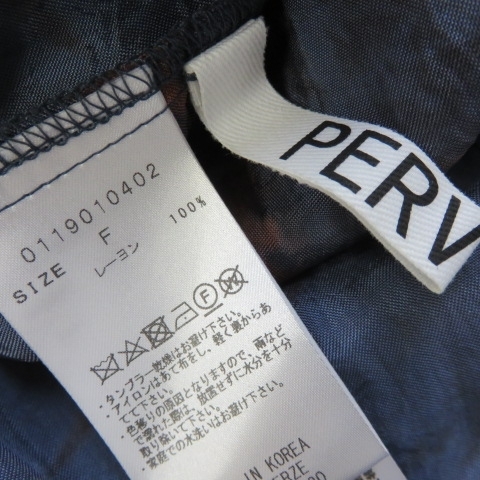 PERV
0119010402
SIZE F
レーヨン 100%
・タンブラー乾燥はお避け下さい。
・アイロンはあて布をし、軽く裏からあ
てて下さい。
・色移りの原因となりますので、雨など
で濡れた際は、放置せずに水分を十分
取り除いて下さい。
・家庭での水洗いはお避け下さい。
IN KOREA
ERZE